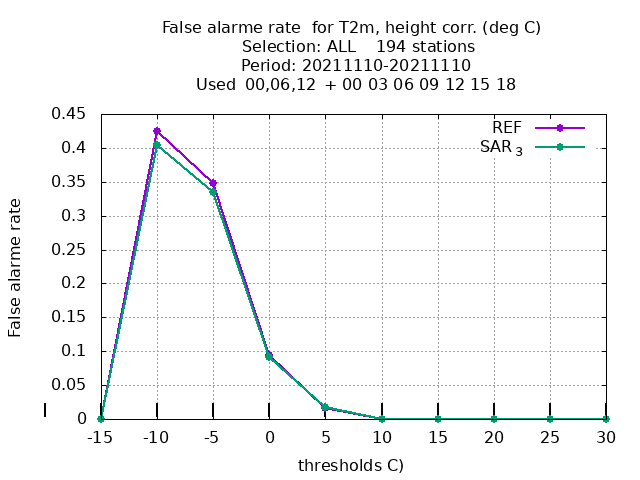 False alarme rate  for T2m, height corr. (deg C)
Selection: ALL    194 stations
Period: 20211110-20211110
Used  00,06,12  + 00 03 06 09 12 15 18
REF
SAR 3
False alarme rate
0.45
0.4
0.35
0.3
0.25
0.2
0.15
0.1
0.05
0
-15 -10 -5 0 5 10 15 20 25 30
thresholds C)